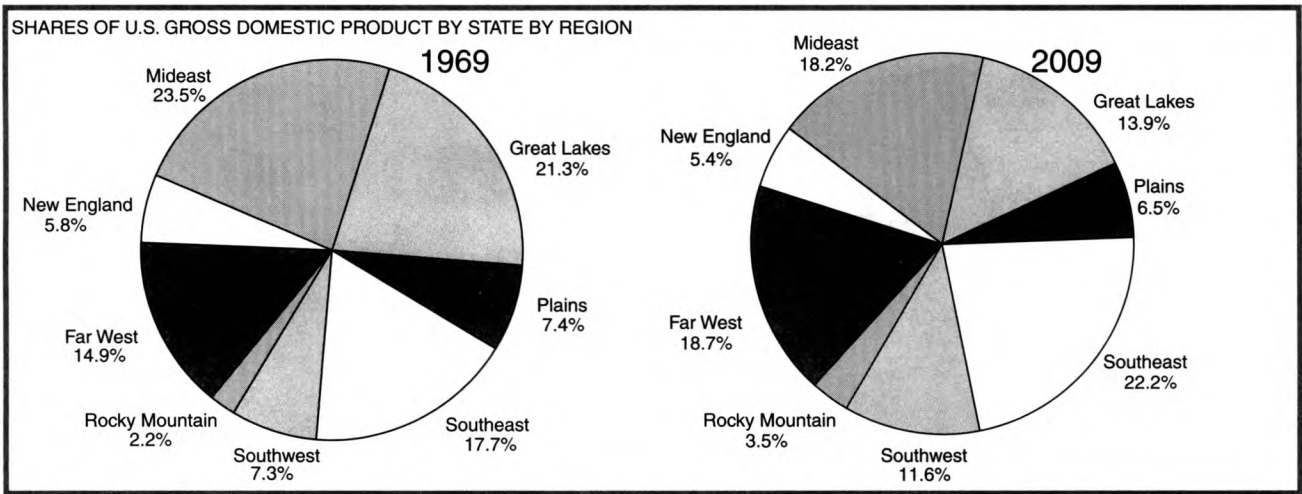 SHARES OF U.S. GROSS DOMESTIC PRODUCT BY STATE BY REGION
1969
Mideast
23.5%
Great Lakes
21.3%
New England
5.8%
Plains
7.4%
Far West
14.9%
Rocky Mountain
2.2%
Southwest
7.3%
Southeast
17.7%
2009
Mideast
18.2%
Great Lakes
13.9%
New England
5.4%
Plains
6.5%
Far West
18.7%
Southeast
22.2%
Rocky Mountain
3.5%
Southwest
11.6%